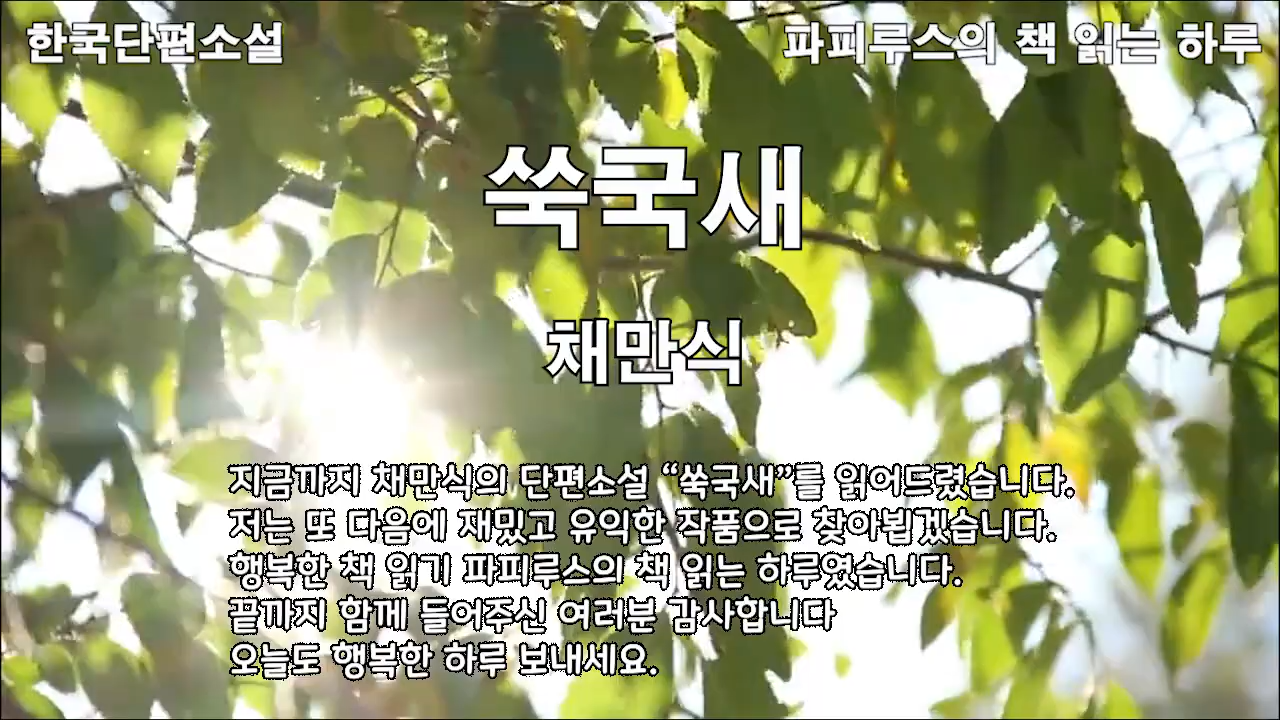 한국단편소설
파피루스의 책 읽는 하루
쑥국새
채만식
지금까지 채만식의 단편소설 “쑥국새”를 읽어드렸습니다.
저는 또 다음에 재밌고 유익한 작품으로 찾아뵙겠습니다.
행복한 책 읽기 파피루스의 책 읽는 하루였습니다.
끝까지 함께 들어주신 여러분 감사합니다
오늘도 행복한 하루 보내세요.